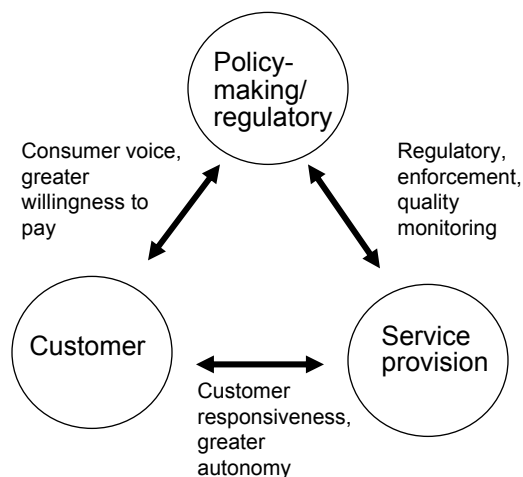 Policy-
making/
regulatory
Consumer voice,
greater
willingness to
pay
Regulatory,
enforcement,
quality
monitoring
Customer
Service
provision
Customer
responsiveness,
greater
autonomy